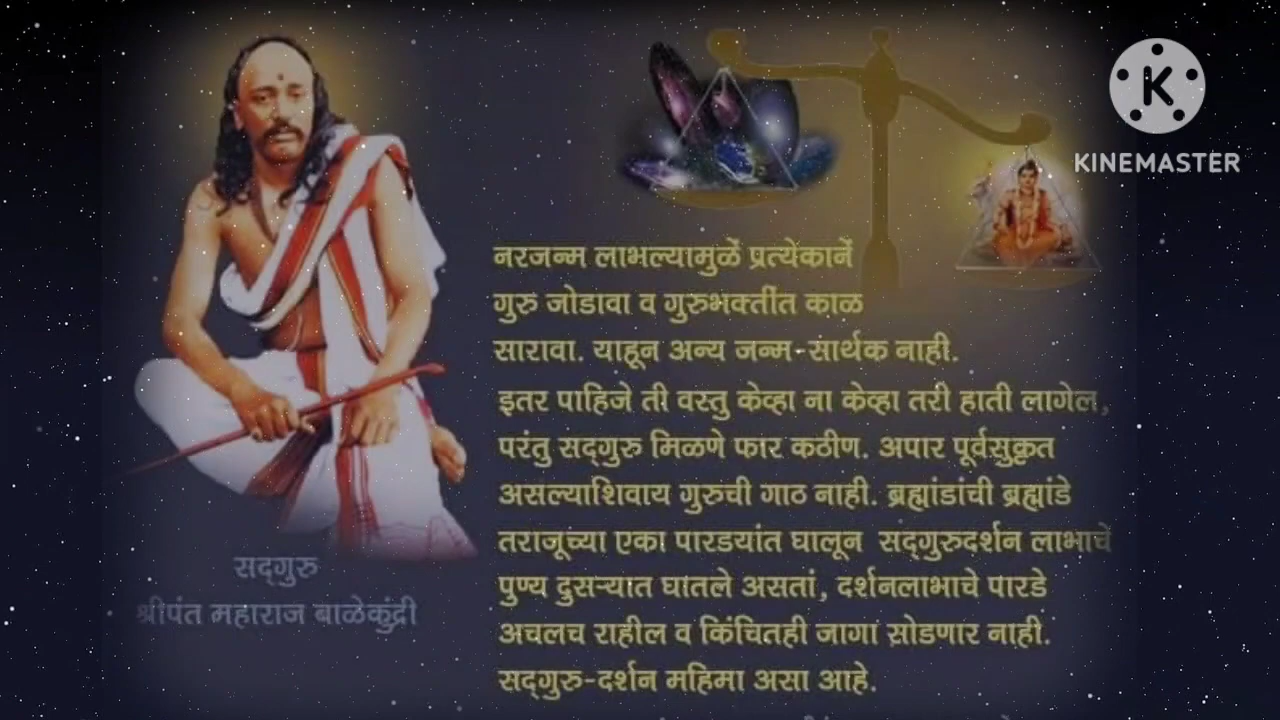 KINEMASTER
नरजन्म लाभल्यामुळें प्रत्येकानें
गुरु जोडावा व गुरुभक्तींत काळ
सारावा. याहून अन्य जन्म-सार्थक नाही.
इतर पाहिजे ती वस्तु केव्हा ना केव्हा तरी हाती लागेल,
परंतु सद्‌गुरु मिळणे फार कठीण. अपार पूर्वसुकृत
असल्याशिवाय गुरुची गाठ नाही. ब्रह्मांडांची ब्रह्मांडे
तराजूच्या एका पारडयांत घालून सद्‌गुरुदर्शन लाभाचें
पुण्य दुसऱ्यात घातले असतां, दर्शनलाभाचे पारडे
अचलच राहील व किंचितही जागा सोडणार नाही.
सद्‌गुरु-दर्शन महिमा असा आहे.
सद्‌गुरु
श्रीपंत महाराज बाळेकुंद्री